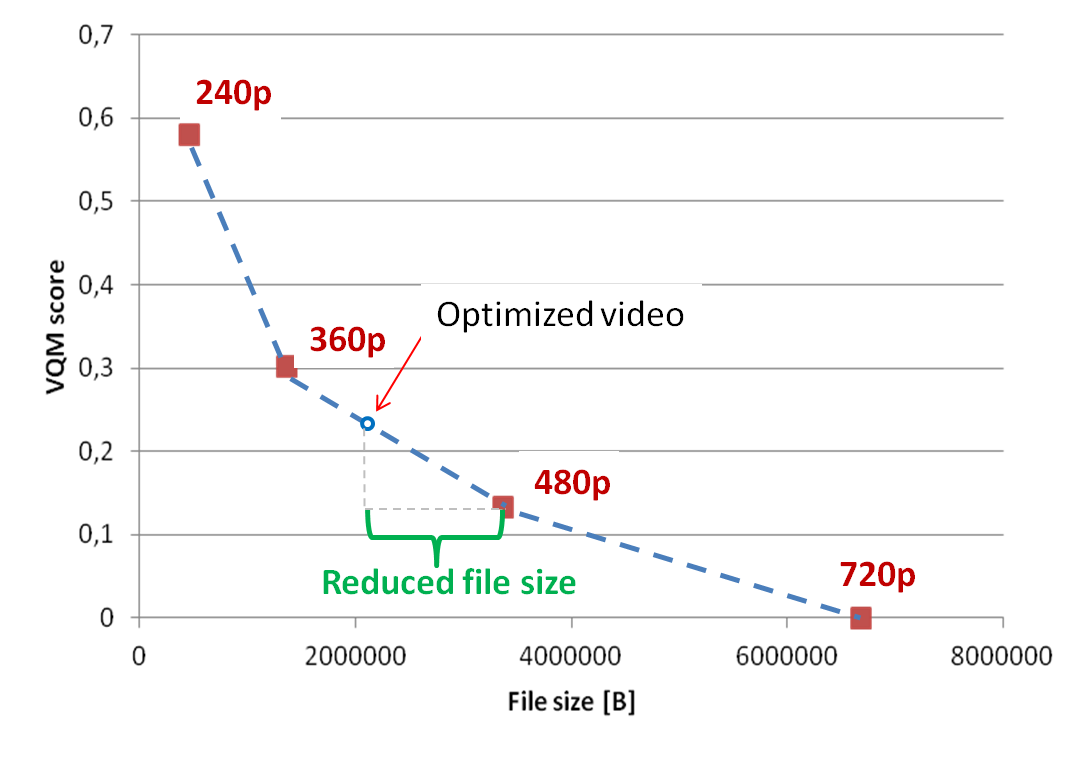 0,7
240p
0,6
0,5
0,4
Optimized video
360p
0,3
0,2
480p
0,1
Reduced file size
720p
0
VQM score
0
2000000
4000000
6000000
8000000
File size [B]